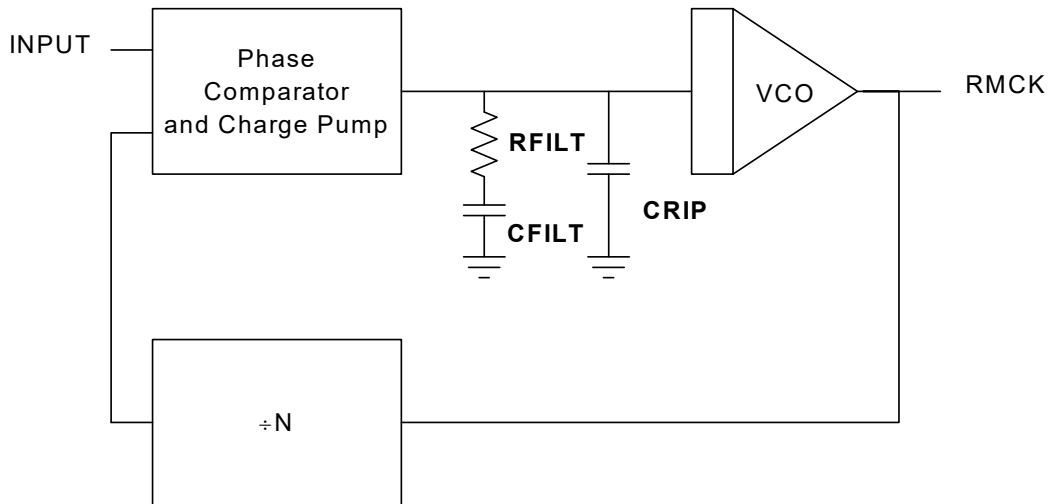 INPUT
Phase
Comparator
and Charge Pump
VCO
RMCK
RFILT
CRIP
CFILT
÷N